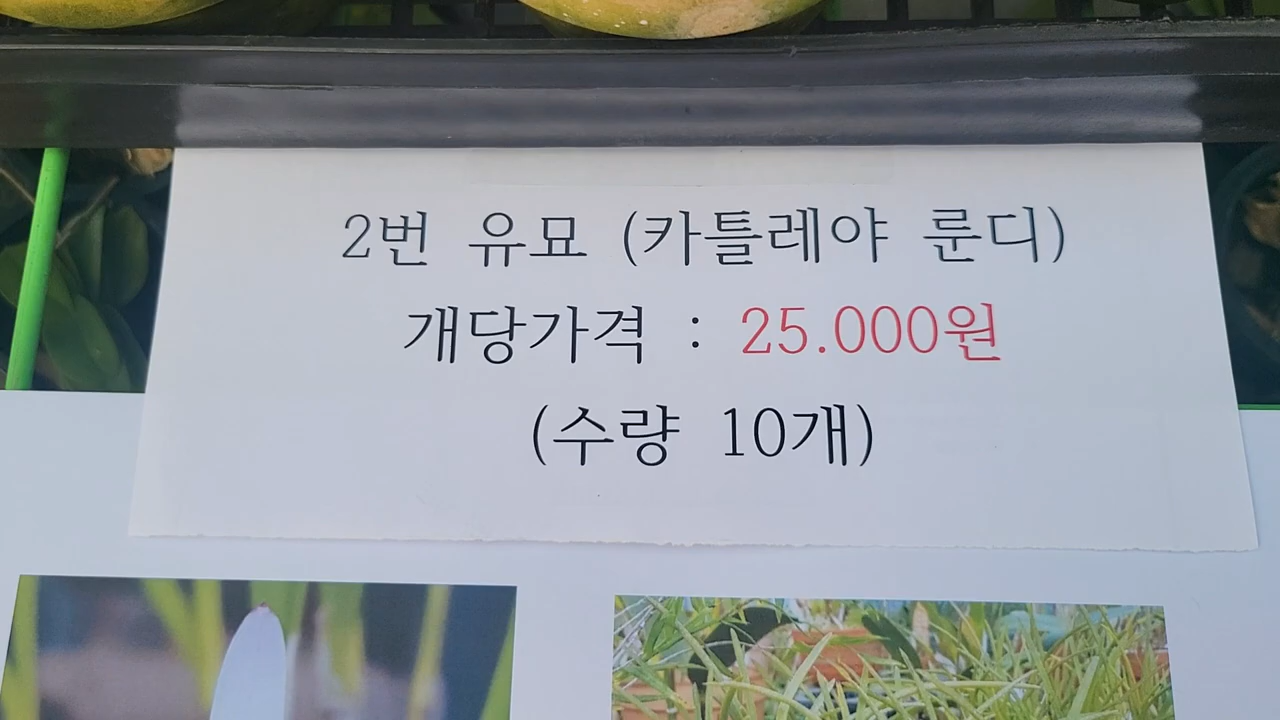 2번 유묘 (카틀레야 룬디)
개당가격 : 25.000원
(수량 10개)